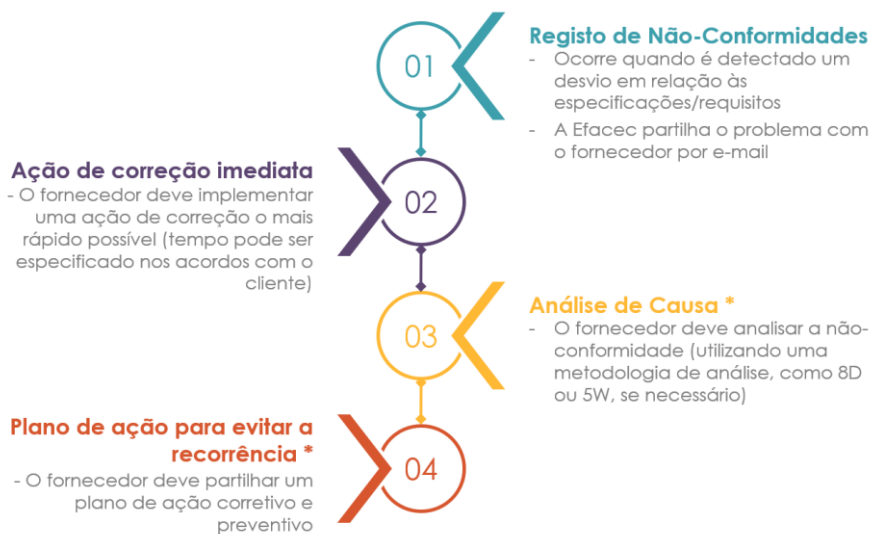 01
Registo de Não-Conformidades
- Ocorre quando é detectado um
desvio em relação às
especificações/requisitos
- A Efacec partilha o problema com
o fornecedor por e-mail
Ação de correção imediata
- O fornecedor deve implementar
uma ação de correção o mais
rápido possível (tempo pode ser
especificado nos acordos com o
cliente)
02
03
Análise de Causa *
- O fornecedor deve analisar a não-
conformidade (utilizando uma
metodologia de análise, como 8D
ou 5W, se necessário)
Plano de ação para evitar a
recorrência *
- O fornecedor deve partilhar um
plano de ação corretivo e
preventivo
04